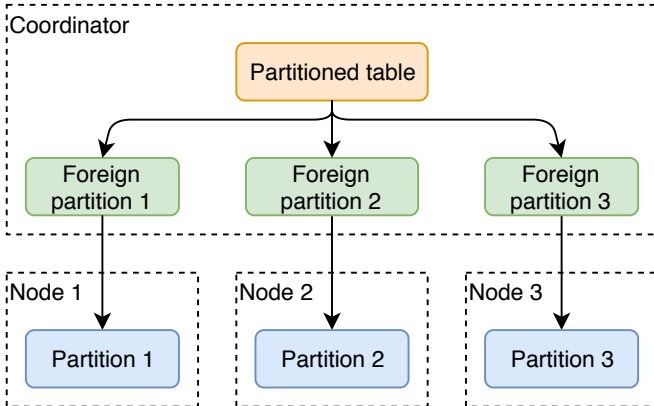 Coordinator
Partitioned table
Foreign
partition 1
Foreign
partition 2
Foreign
partition 3
Node 1
Node 2
Node 3
Partition 1
Partition 2
Partition 3